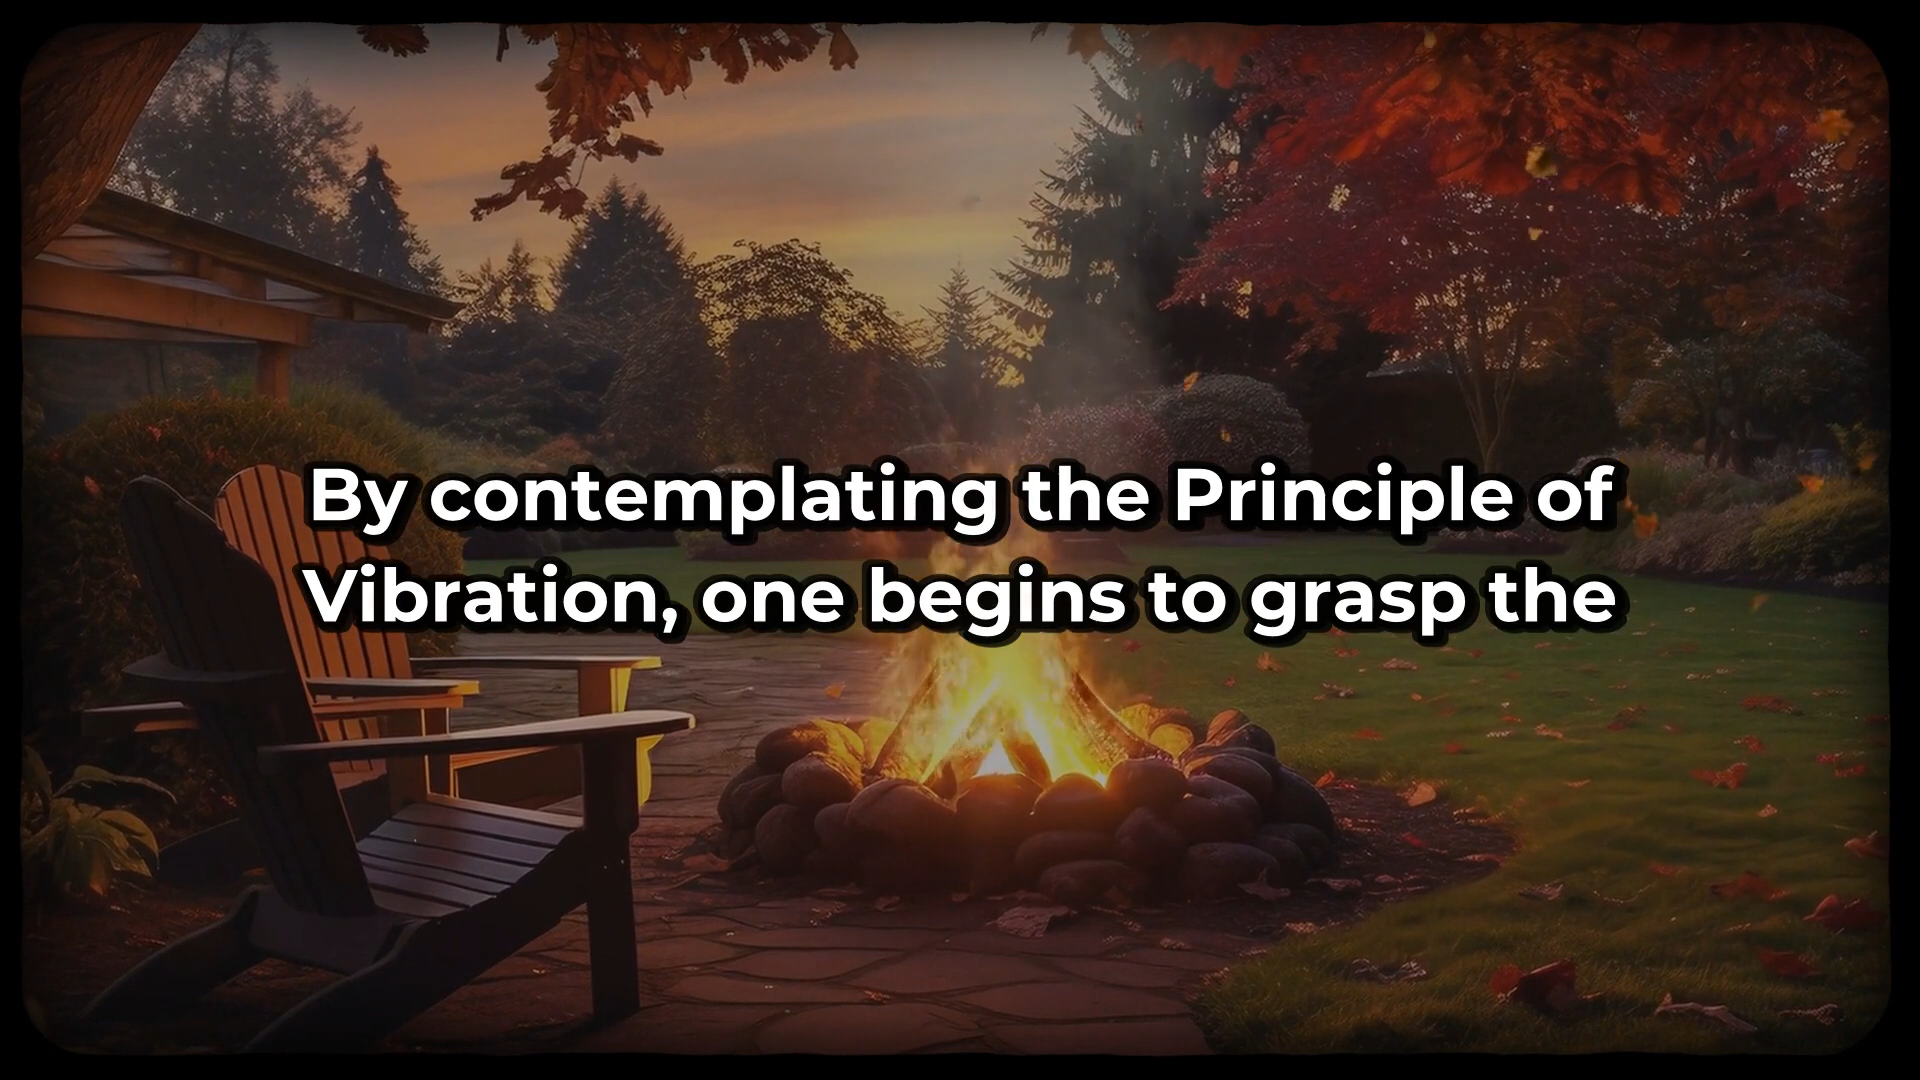 By contemplating the Principle of
Vibration, one begins to grasp the